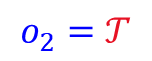 o₂ = 𝒯